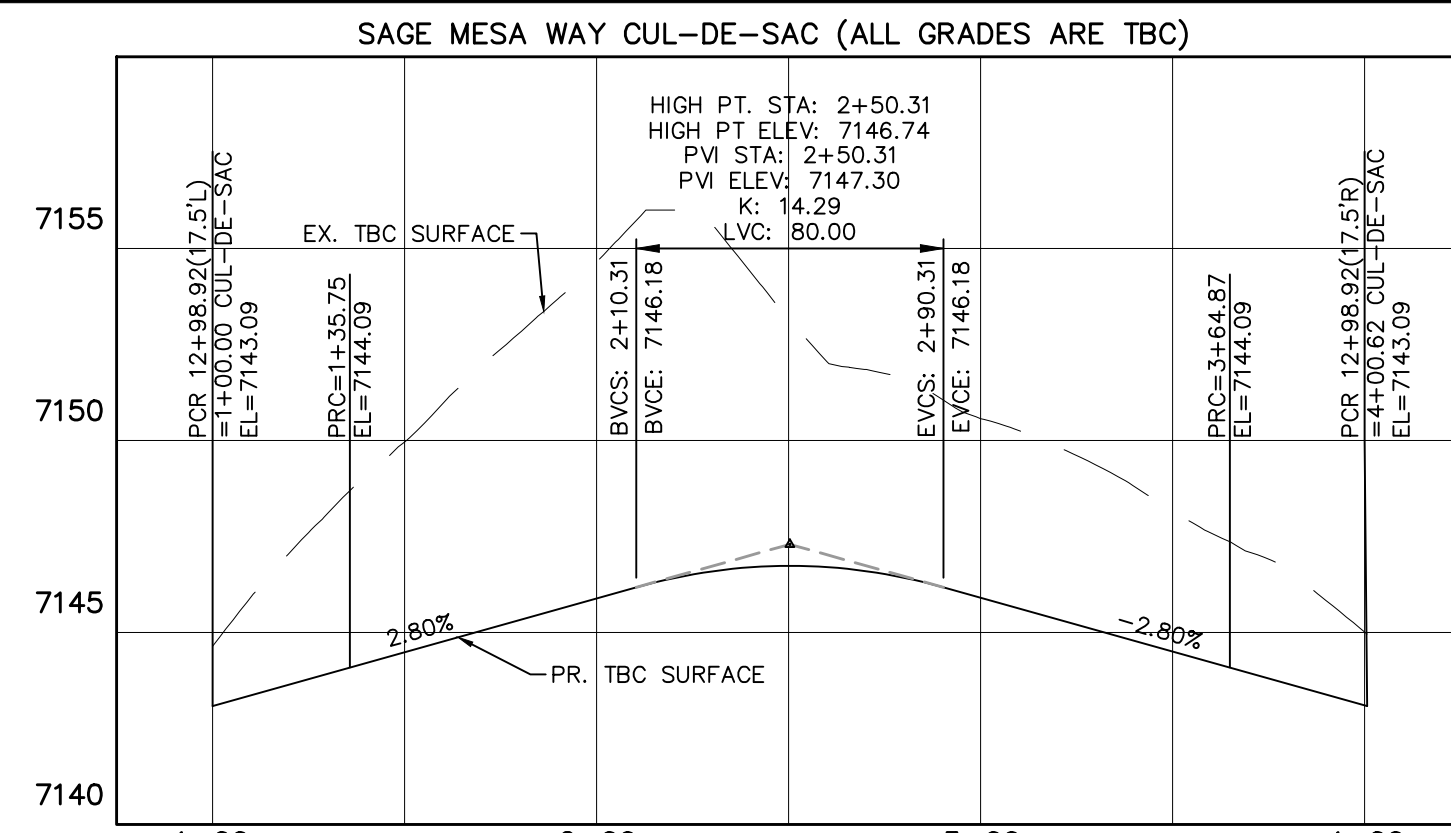 SAGE MESA WAY CUL-DE-SAC (ALL GRADES ARE TBC)
HIGH PT. STA: 2+50.31
HIGH PT ELEV: 7146.74
PVI STA: 2+50.31
PVI ELEV: 7147.30
K: 14.29
LVC: 80.00
7155
7150
7145
7140
EX. TBC SURFACE
PCR 12+98.92(17.5'L)
=1+00.00 CUL-DE-SAC
EL=7143.09
PRC=1+35.75
EL=7144.09
BVCS: 2+10.31
BVCE: 7146.18
EVCS: 2+90.31
EVCE: 7146.18
PRC=3+64.87
EL=7144.09
PCR 12+98.92(17.5'R)
=4+00.62 CUL-DE-SAC
EL=7143.09
2.80%
-2.80%
PR. TBC SURFACE